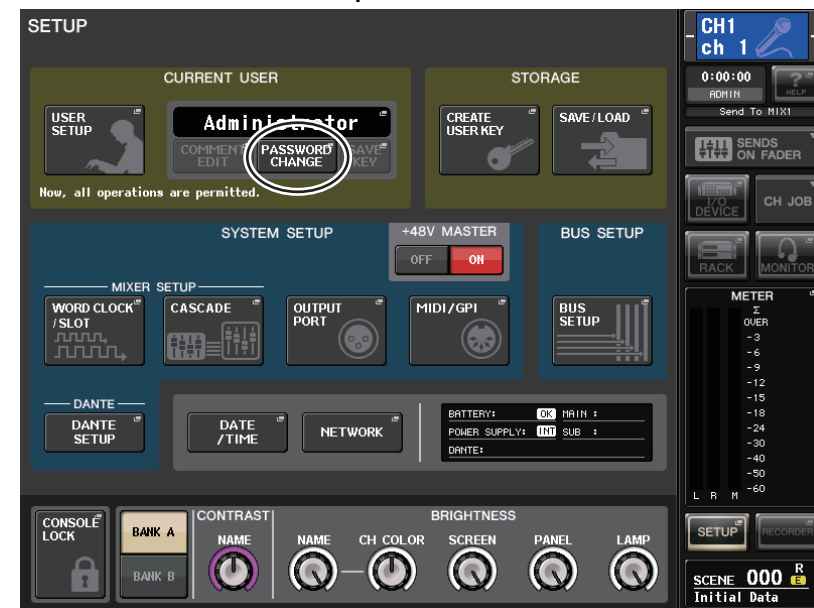 SETUP
CURRENT USER
USER
SETUP
Administrator
COMMENT
EDIT
PASSWORD
CHANGE
SAVE
KEY
Now, all operations are permitted.
STORAGE
CREATE
USER KEY
SAVE/LOAD
SYSTEM SETUP
+48V MASTER
OFF
ON
BUS SETUP
MIXER SETUP
WORD CLOCK
/SLOT
CASCADE
OUTPUT
PORT
MIDI/GPI
BUS
SETUP
DANTE
DANTE
SETUP
DATE
/TIME
NETWORK
BATTERY: OK MAIN :
POWER SUPPLY: INT SUB :
DANTE:
CONSOLE
LOCK
BANK A
BANK B
CONTRAST
NAME
BRIGHTNESS
NAME
CH COLOR
SCREEN
PANEL
LAMP
CH1
ch 1
0:00:00
ADMIN
?
HELP
Send To MIX1
SENDS
ON FADER
I/O
DEVICE
CH JOB
RACK
MONITOR
METER
Σ
OVER
-3
-6
-9
-12
-15
-18
-24
-30
-40
-50
-60
L R M
SETUP
RECORDER
SCENE 000 R
E
Initial Data